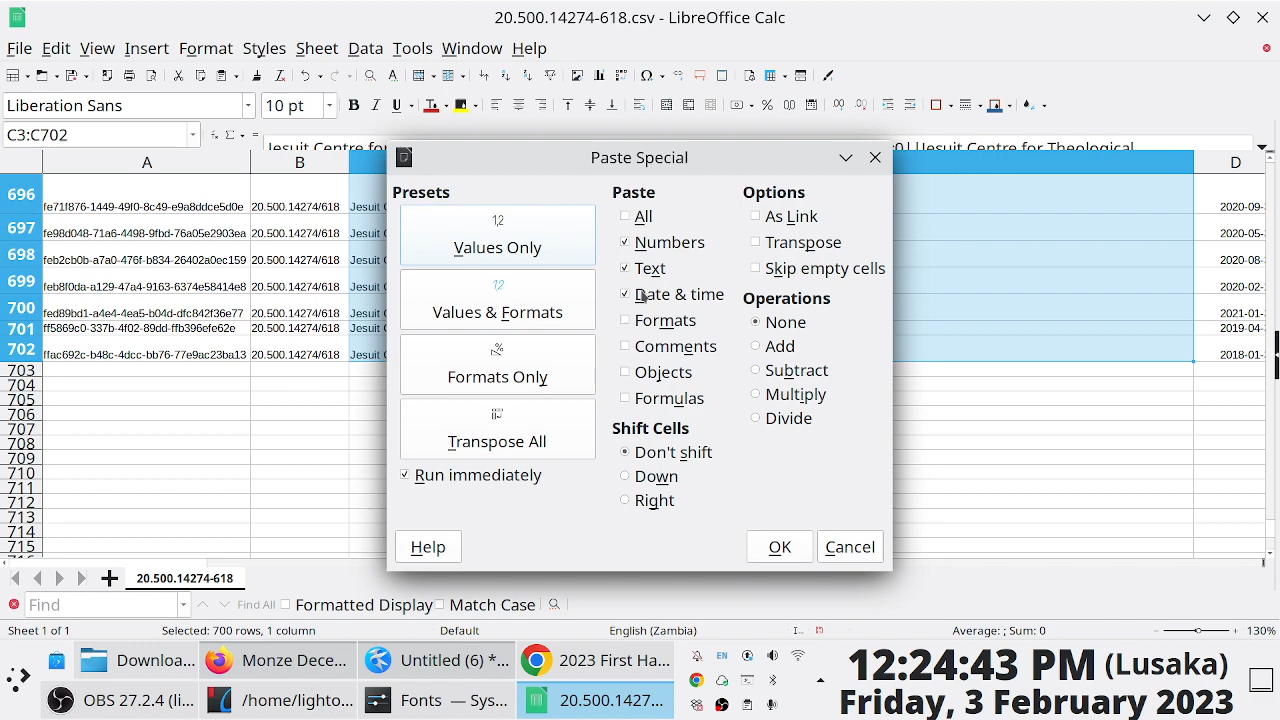 20.500.14274-618.csv - LibreOffice Calc
File Edit View Insert Format Styles Sheet Data Tools Window Help
Liberation Sans 10 pt
C3:C702
Jesuit Centre for Jesuit Centre for Theological
A B D
696 fe71f876-1449-49f0-8c49-e9a8ddce5d0e 20.500.14274/618 Jesuit 2020-09-
697 fe98d048-71a6-4498-9fbd-76a05e2903ea 20.500.14274/618 Jesuit 2020-05-
698 feb2cb0b-a7a0-476f-b834-26402a0ec159 20.500.14274/618 Jesuit 2020-08-
699 feb8f0da-a129-47a4-9163-6374e58414e8 20.500.14274/618 Jesuit 2020-02-
700 fed89bd1-a4e4-4ea5-b04d-dfc842f36e77 20.500.14274/618 Jesuit 2021-01-
701 ff5869c0-337b-4f02-89dd-ffb396efe62e 20.500.14274/618 Jesuit 2019-04-
702 ffac692c-b48c-4dcc-bb76-77e9ac23ba13 20.500.14274/618 Jesuit 2018-01-
703
704
705
706
707
708
709
710
711
712
713
714
715
Paste Special
Presets
Values Only
Values & Formats
Formats Only
Transpose All
Run immediately
Paste
All
Numbers
Text
Date & time
Formats
Comments
Objects
Formulas
Shift Cells
Don't shift
Down
Right
Options
As Link
Transpose
Skip empty cells
Operations
None
Add
Subtract
Multiply
Divide
Help OK Cancel
20.500.14274-618
Find Find All Formatted Display Match Case
Sheet 1 of 1 Selected: 700 rows, 1 column Default English (Zambia) Average: ; Sum: 0 130%
Downloa... Monze Dece... Untitled (6) *... 2023 First Ha... EN
OBS 27.2.4 (li... /home/lighto... Fonts — Sys... 20.500.1427...
12:24:43 PM (Lusaka)
Friday, 3 February 2023